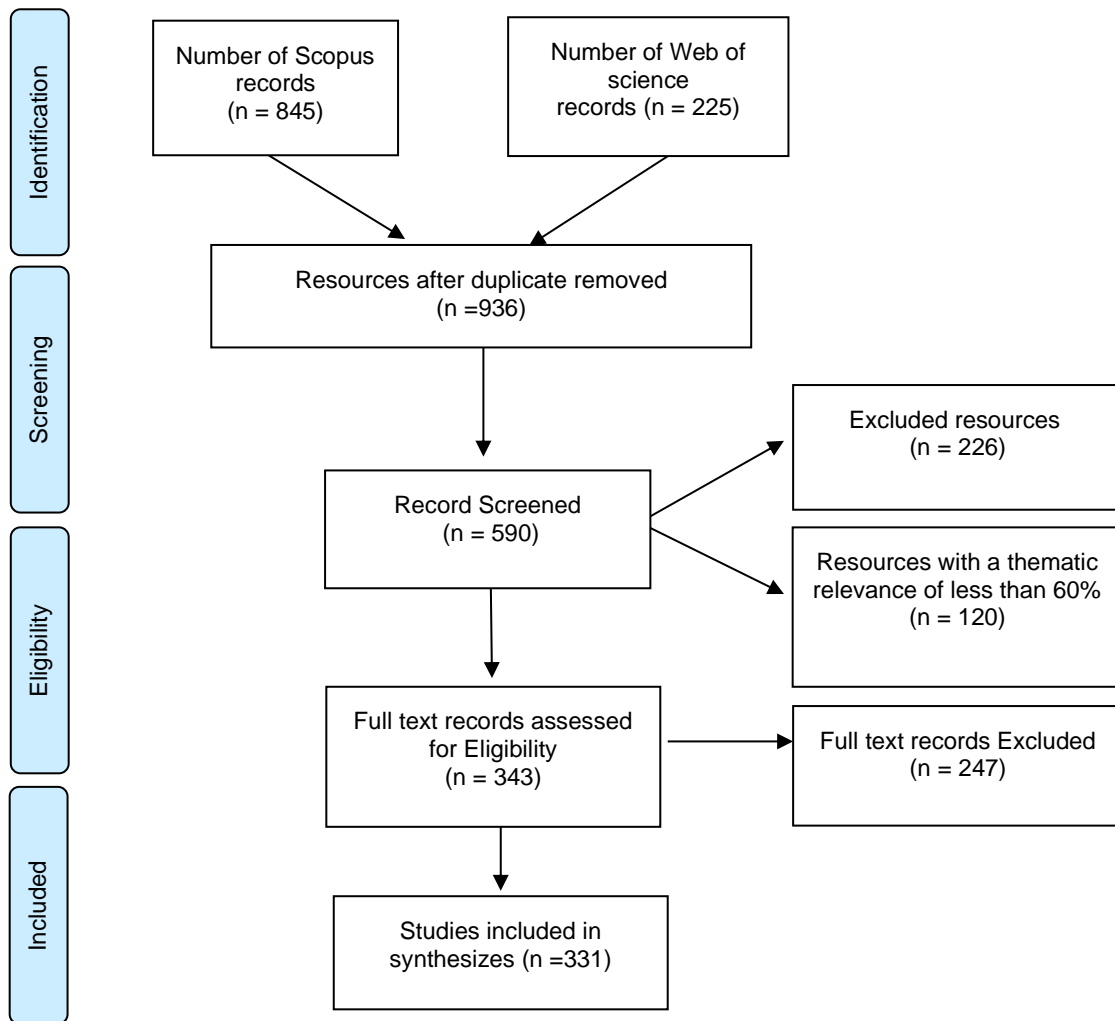 Identification
Number of Scopus
records
(n = 845)
Number of Web of
science
records (n = 225)
Resources after duplicate removed
(n =936)
Screening
Excluded resources
(n = 226)
Record Screened
(n = 590)
Resources with a thematic
relevance of less than 60%
(n = 120)
Eligibility
Full text records assessed
for Eligibility
(n = 343)
Full text records Excluded
(n = 247)
Included
Studies included in
synthesizes (n =331)